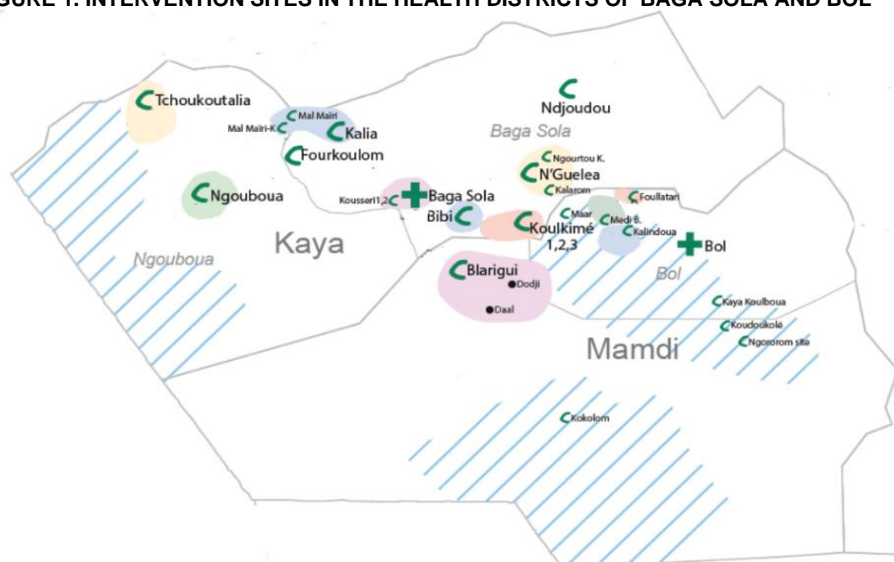 FIGURE 1: INTERVENTION SITES IN THE HEALTH DISTRICTS OF BAGA SOLA AND BOL
Tchoukoutalia
Mal Mairi
Mal Mairi-K
Kalia
Fourkoulom
Ndjoudou
Baga Sola
Ngourtou K.
N'Guelea
Kalarom
Ngouboua
Kousseri1,2
Baga Sola
Bibi
Foullatari
Maar
Medi B.
Koulkimé
1,2,3
Kalindoua
Bol
Kaya
Ngouboua
Blarigui
Dodji
Daal
Bol
Kaya Koulboua
Koudoukolé
Ngororom site
Mamdi
Kokolom